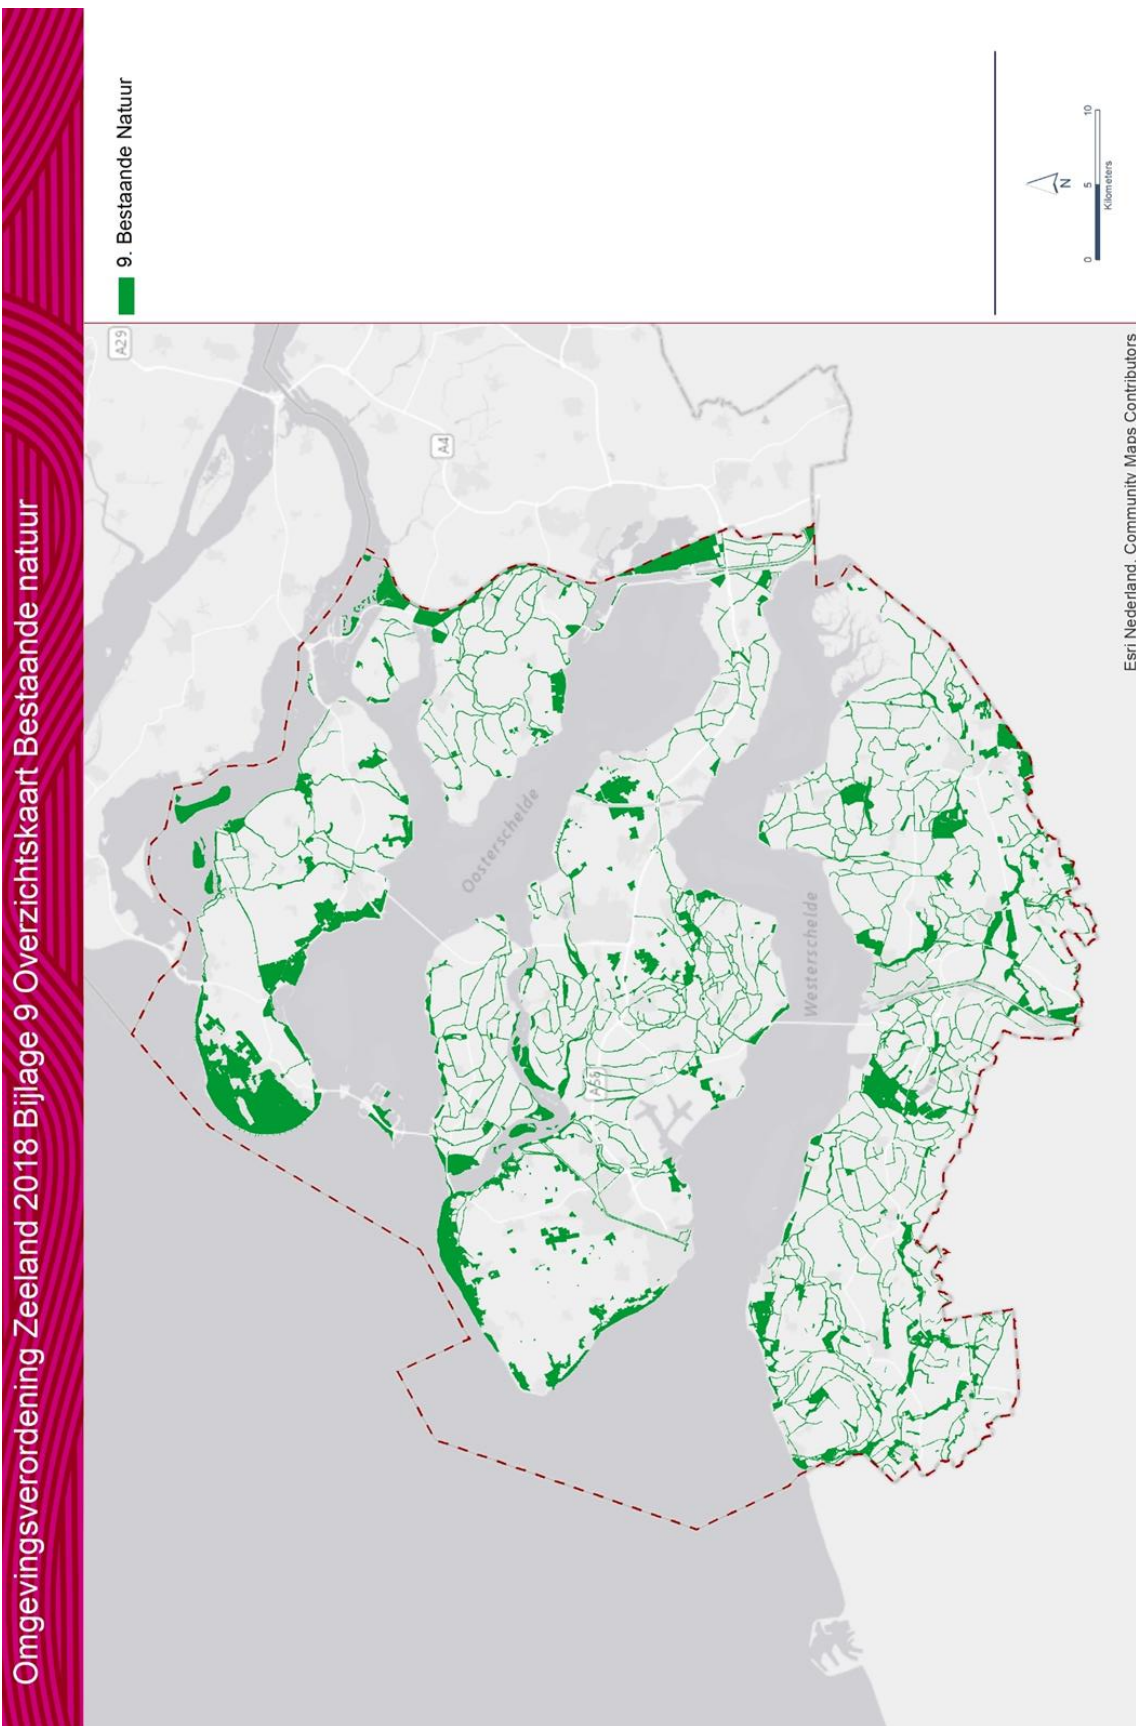 Omgevingsverordening Zeeland 2018 Bijlage 9 Overzichtskaart Bestaande natuur
9. Bestaande Natuur
A29
A4
Oosterschelde
Westerschelde
A58
N
0 5 10
Kilometers
Esri Nederland, Community Maps Contributors